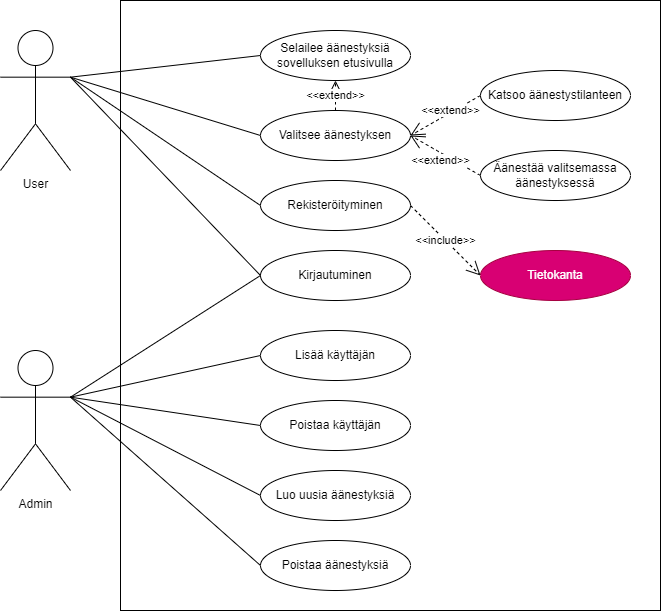 Selailee äänestyksiä
sovelluksen etusivulla
<<extend>>
Valitsee äänestyksen
Katsoo äänestystilanteen
<<extend>>
<<extend>>
Äänestää valitsemassa
äänestyksessä
User
Rekisteröityminen
<<include>>
Kirjautuminen
Tietokanta
Lisää käyttäjän
Poistaa käyttäjän
Luo uusia äänestyksiä
Admin
Poistaa äänestyksiä